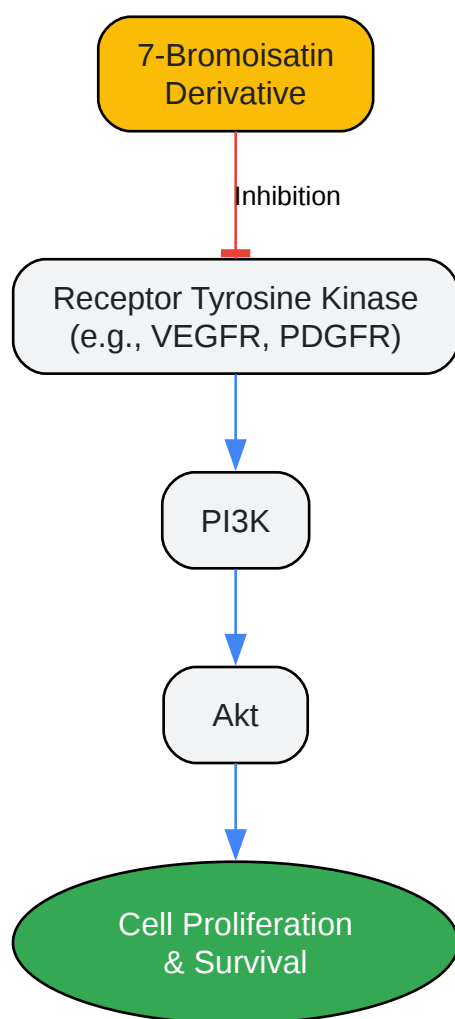 7-Bromoisatin
Derivative
Inhibition
Receptor Tyrosine Kinase
(e.g., VEGFR, PDGFR)
PI3K
Akt
Cell Proliferation
& Survival